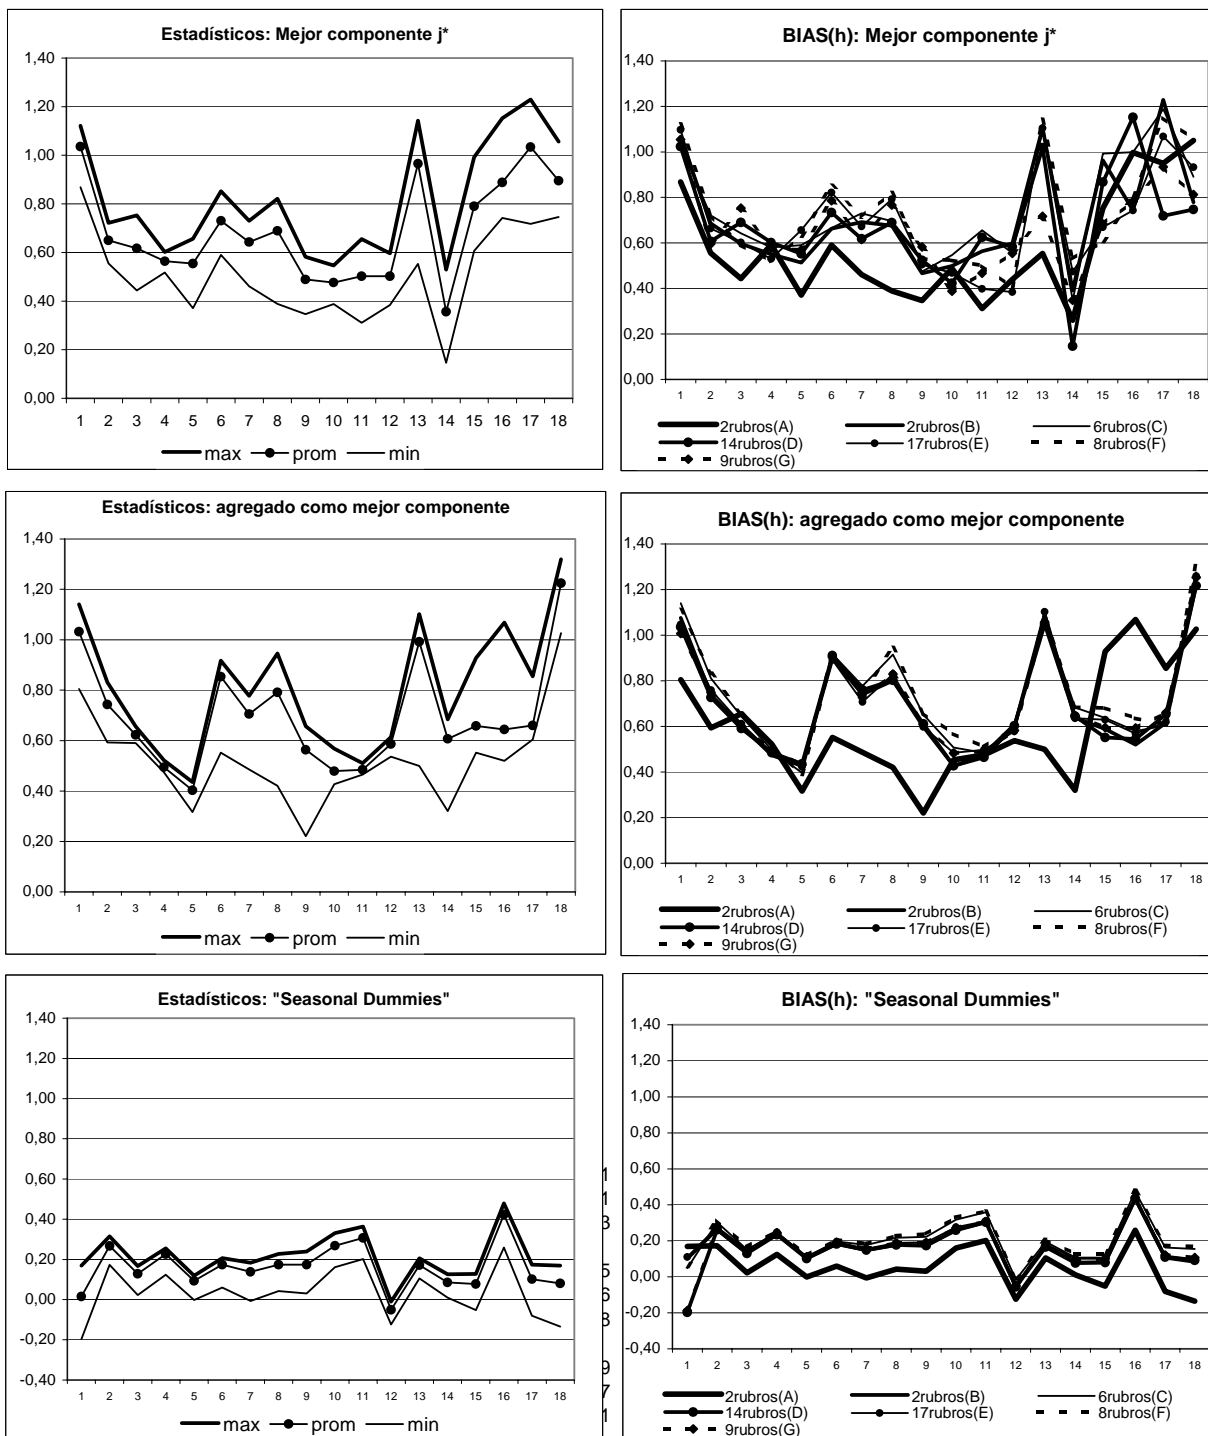 Estadísticos: Mejor componente j*
1,40
1,20
1,00
0,80
0,60
0,40
0,20
0,00
1 2 3 4 5 6 7 8 9 10 11 12 13 14 15 16 17 18
max prom min
BIAS(h): Mejor componente j*
1,40
1,20
1,00
0,80
0,60
0,40
0,20
0,00
1 2 3 4 5 6 7 8 9 10 11 12 13 14 15 16 17 18
2rubros(A) 2rubros(B) 6rubros(C)
14rubros(D) 17rubros(E) 8rubros(F)
9rubros(G)
Estadísticos: agregado como mejor componente
1,40
1,20
1,00
0,80
0,60
0,40
0,20
0,00
1 2 3 4 5 6 7 8 9 10 11 12 13 14 15 16 17 18
max prom min
BIAS(h): agregado como mejor componente
1,40
1,20
1,00
0,80
0,60
0,40
0,20
0,00
1 2 3 4 5 6 7 8 9 10 11 12 13 14 15 16 17 18
2rubros(A) 2rubros(B) 6rubros(C)
14rubros(D) 17rubros(E) 8rubros(F)
9rubros(G)
Estadísticos: "Seasonal Dummies"
1,40
1,20
1,00
0,80
0,60
0,40
0,20
0,00
-0,20
-0,40
1 2 3 4 5 6 7 8 9 10 11 12 13 14 15 16 17 18
max prom min
1
1
3
5
6
8
9
7
1
BIAS(h): "Seasonal Dummies"
1,40
1,20
1,00
0,80
0,60
0,40
0,20
0,00
-0,20
-0,40
1 2 3 4 5 6 7 8 9 10 11 12 13 14 15 16 17 18
2rubros(A) 2rubros(B) 6rubros(C)
14rubros(D) 17rubros(E) 8rubros(F)
9rubros(G)